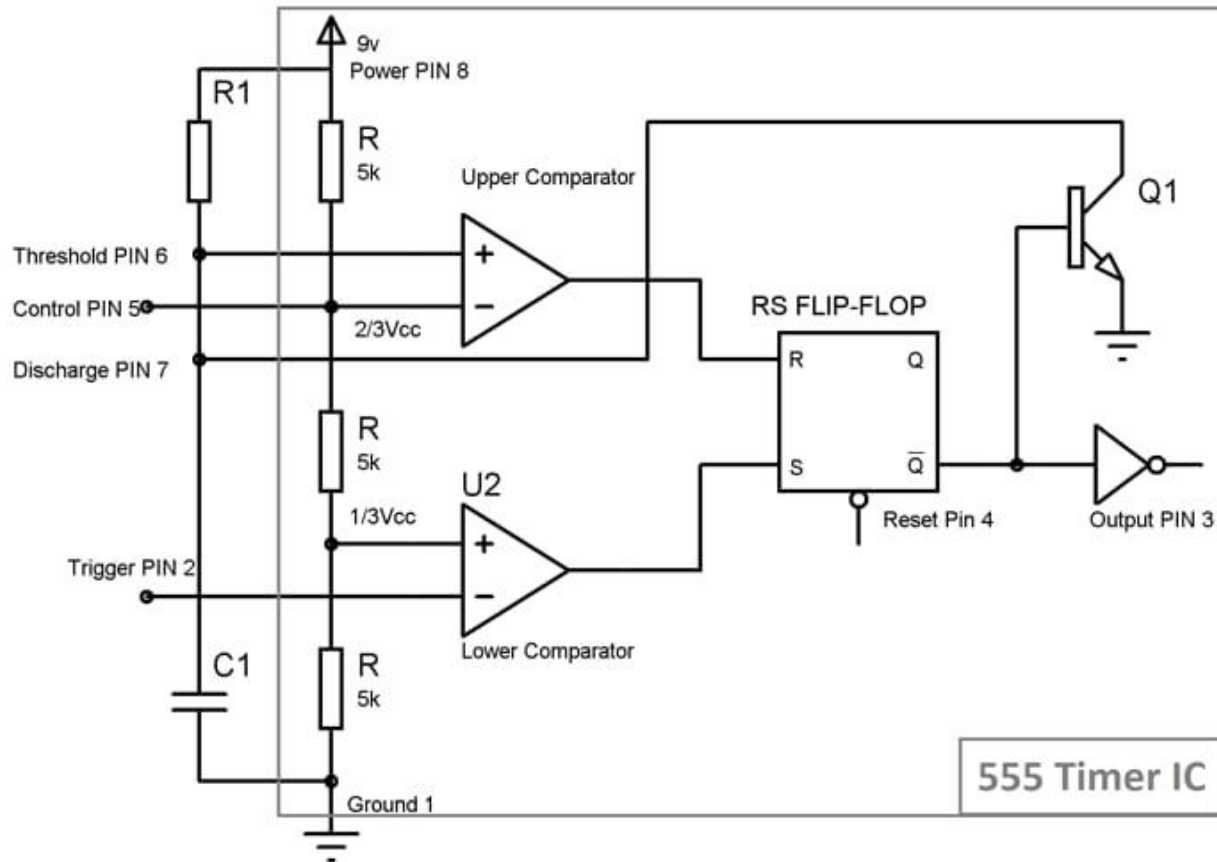 9v
Power PIN 8
R1
R
5k
Upper Comparator
Q1
Threshold PIN 6
+
Control PIN 5
−
2/3Vcc
RS FLIP-FLOP
Discharge PIN 7
R
Q
R
5k
S
Q̅
U2
1/3Vcc
Reset Pin 4
Output PIN 3
+
Trigger PIN 2
−
Lower Comparator
C1
R
5k
555 Timer IC
Ground 1